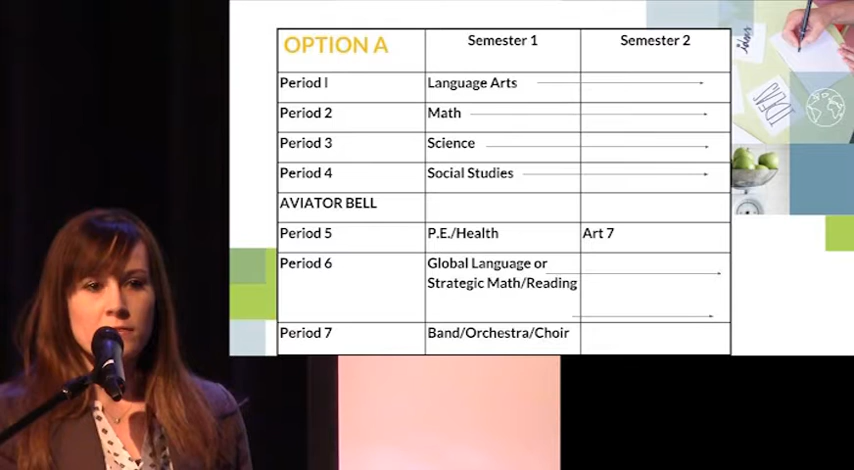 OPTION A
Semester 1
Semester 2
Period I
Language Arts
Period 2
Math
Period 3
Science
Period 4
Social Studies
AVIATOR BELL
Period 5
P.E./Health
Art 7
Period 6
Global Language or
Strategic Math/Reading
Period 7
Band/Orchestra/Choir
ideas
IDEAS